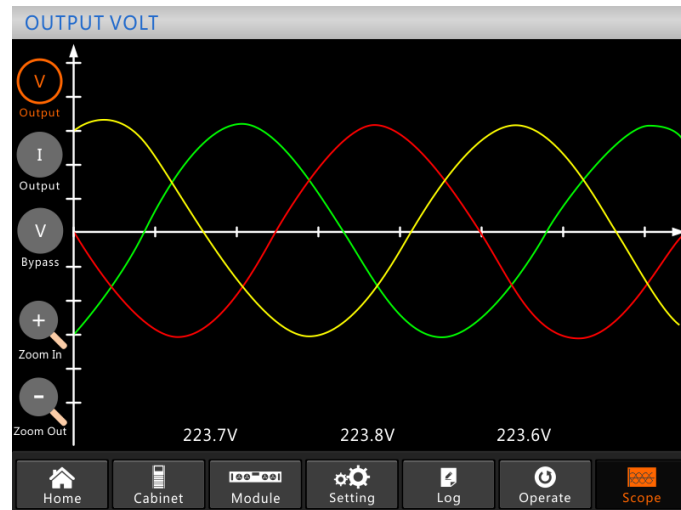 OUTPUT VOLT
V
Output
I
Output
V
Bypass
+
Zoom In
-
Zoom Out
223.7V 223.8V 223.6V
Home Cabinet Module Setting Log Operate Scope